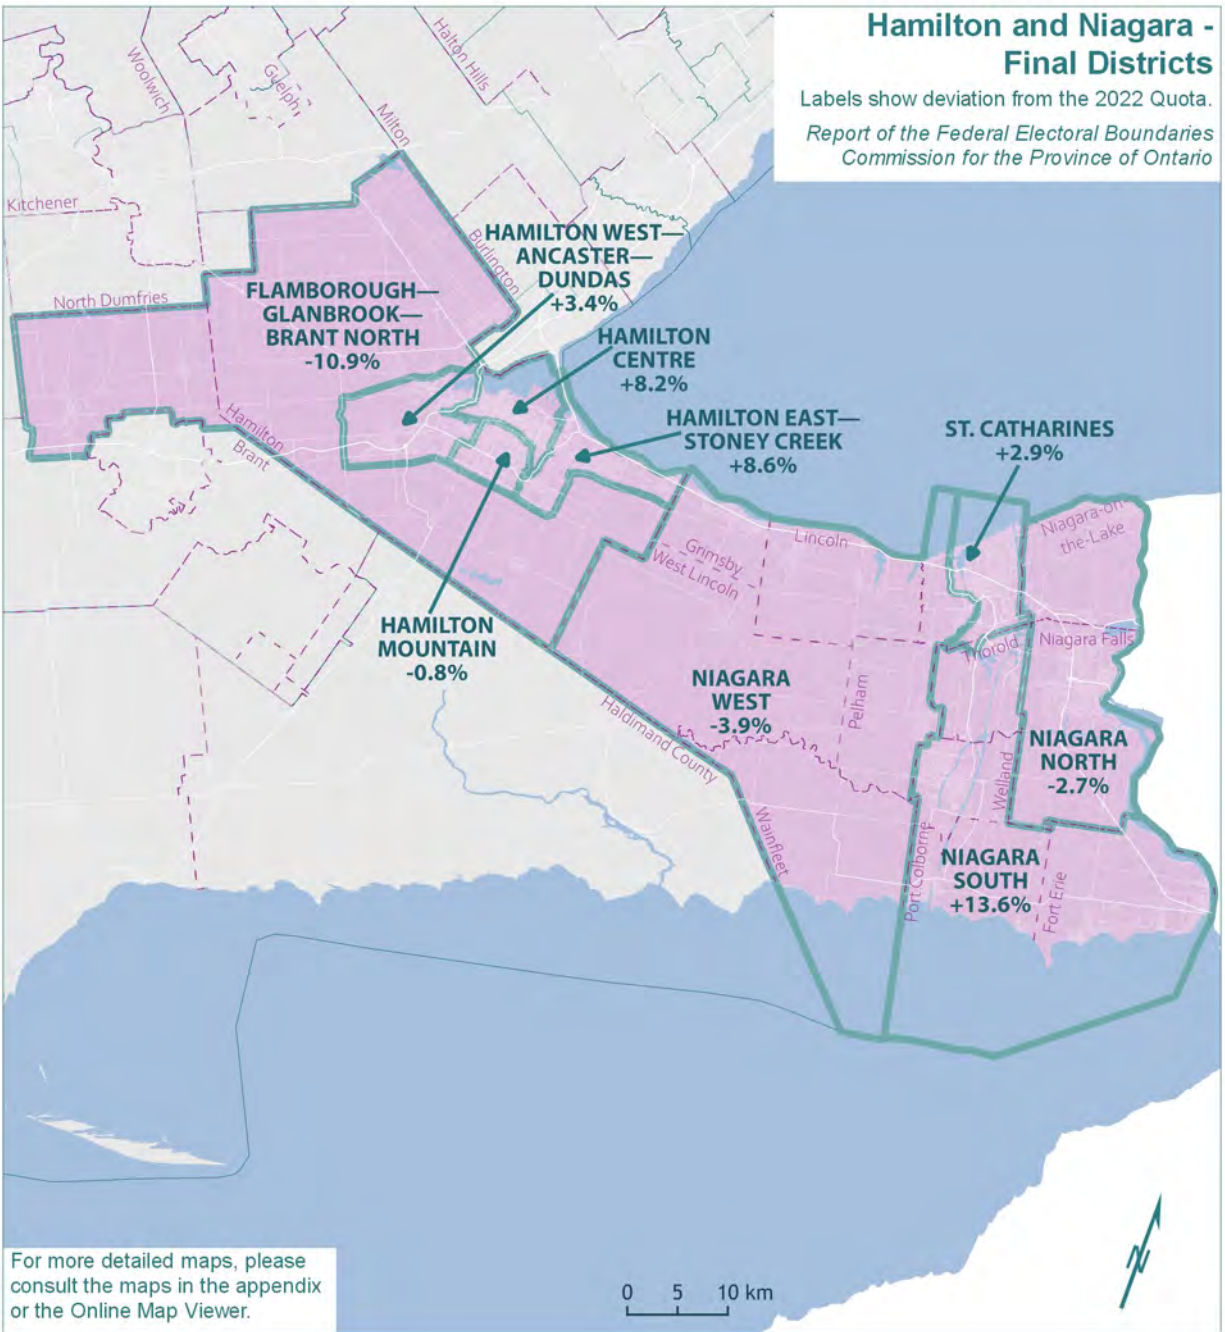 Hamilton and Niagara -
Final Districts
Labels show deviation from the 2022 Quota.
Report of the Federal Electoral Boundaries
Commission for the Province of Ontario
Woolwich
Guelph
Halton Hills
Milton
Kitchener
Burlington
North Dumfries
HAMILTON WEST—
ANCASTER—
DUNDAS
+3.4%
FLAMBOROUGH—
GLANBROOK—
BRANT NORTH
-10.9%
HAMILTON
CENTRE
+8.2%
HAMILTON EAST—
STONEY CREEK
+8.6%
ST. CATHARINES
+2.9%
Hamilton
Brant
Niagara-on-
the-Lake
Lincoln
Grimsby
West Lincoln
HAMILTON
MOUNTAIN
-0.8%
Thorold
Niagara Falls
NIAGARA
WEST
-3.9%
Pelham
Haldimand County
NIAGARA
NORTH
-2.7%
Welland
Wainfleet
Port Colborne
NIAGARA
SOUTH
+13.6%
Fort Erie
For more detailed maps, please
consult the maps in the appendix
or the Online Map Viewer.
0 5 10 km
N